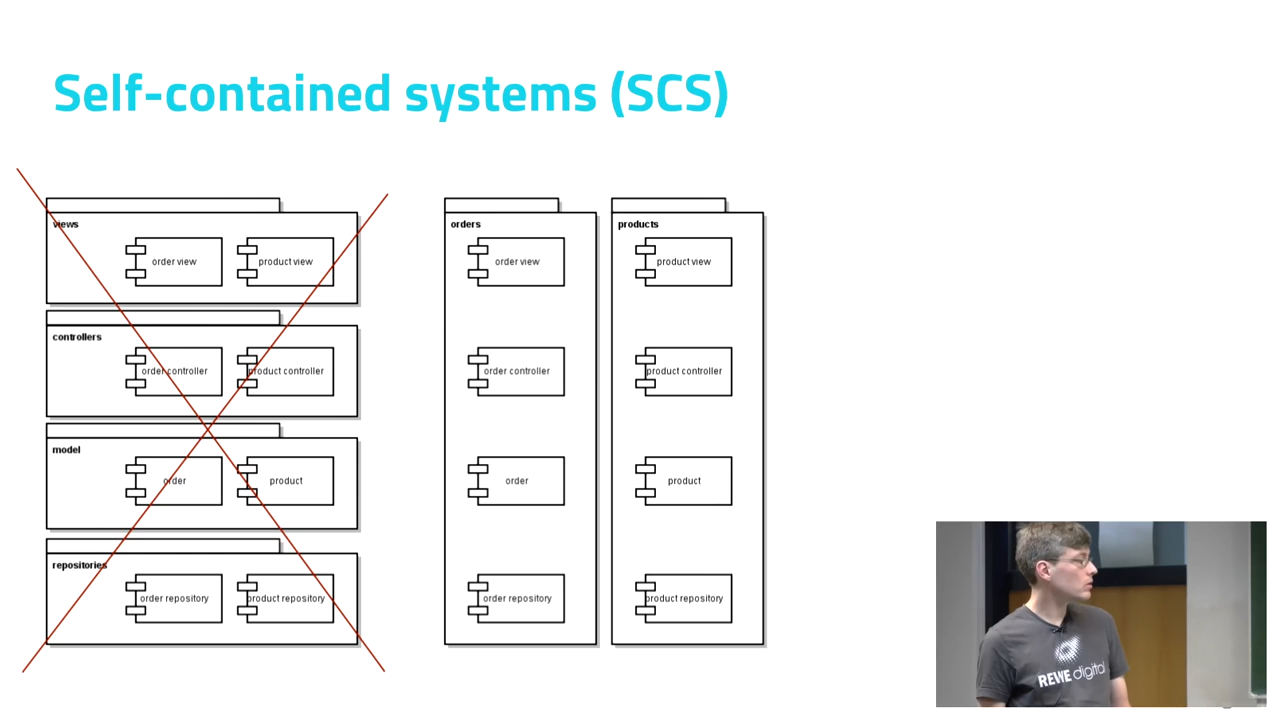 Self-contained systems (SCS)
views
order view
product view
controllers
order controller
product controller
model
order
product
repositories
order repository
product repository
orders
order view
order controller
order
order repository
products
product view
product controller
product
product repository
REWE digital